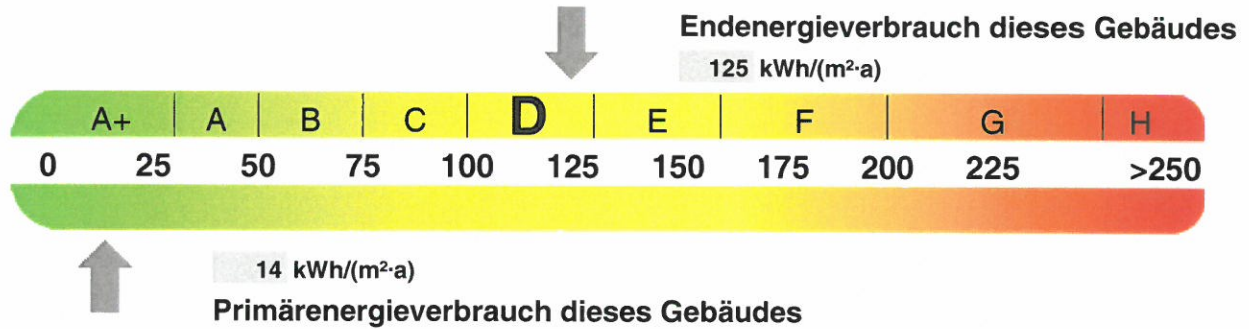 Endenergieverbrauch dieses Gebäudes
125 kWh/(m²·a)
A+ A B C D E F G H
0 25 50 75 100 125 150 175 200 225 >250
14 kWh/(m²·a)
Primärenergieverbrauch dieses Gebäudes